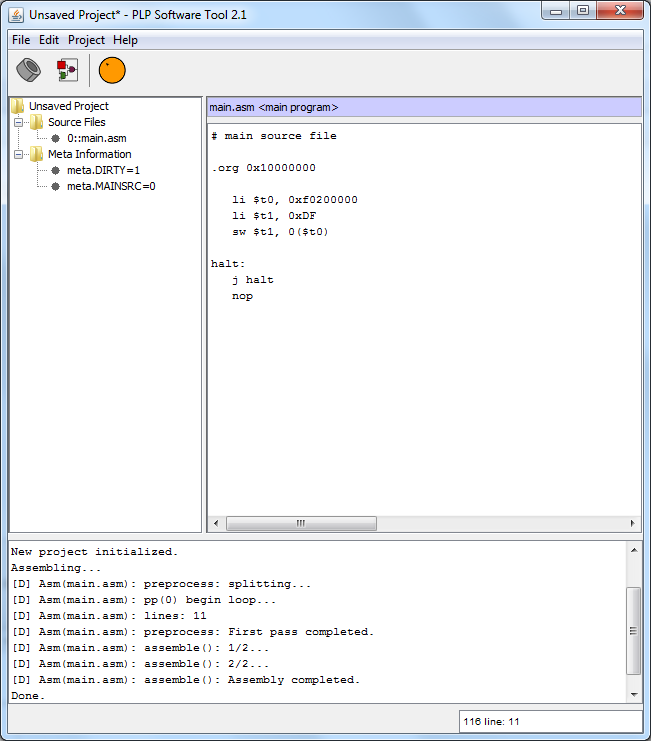 Unsaved Project* - PLP Software Tool 2.1
File Edit Project Help
Unsaved Project
Source Files
0::main.asm
Meta Information
meta.DIRTY=1
meta.MAINSRC=0
main.asm <main program>
# main source file
.org 0x10000000
li $t0, 0xf0200000
li $t1, 0xDF
sw $t1, 0($t0)
halt:
j halt
nop
New project initialized.
Assembling...
[D] Asm(main.asm): preprocess: splitting...
[D] Asm(main.asm): pp(0) begin loop...
[D] Asm(main.asm): lines: 11
[D] Asm(main.asm): preprocess: First pass completed.
[D] Asm(main.asm): assemble(): 1/2...
[D] Asm(main.asm): assemble(): 2/2...
[D] Asm(main.asm): assemble(): Assembly completed.
Done.
116 line: 11